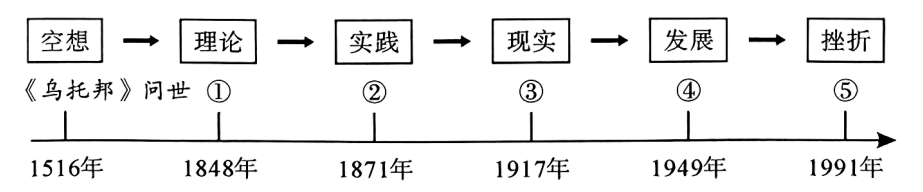 空想 → 理论 → 实践 → 现实 → 发展 → 挫折
《乌托邦》问世 ① ② ③ ④ ⑤
1516年 1848年 1871年 1917年 1949年 1991年